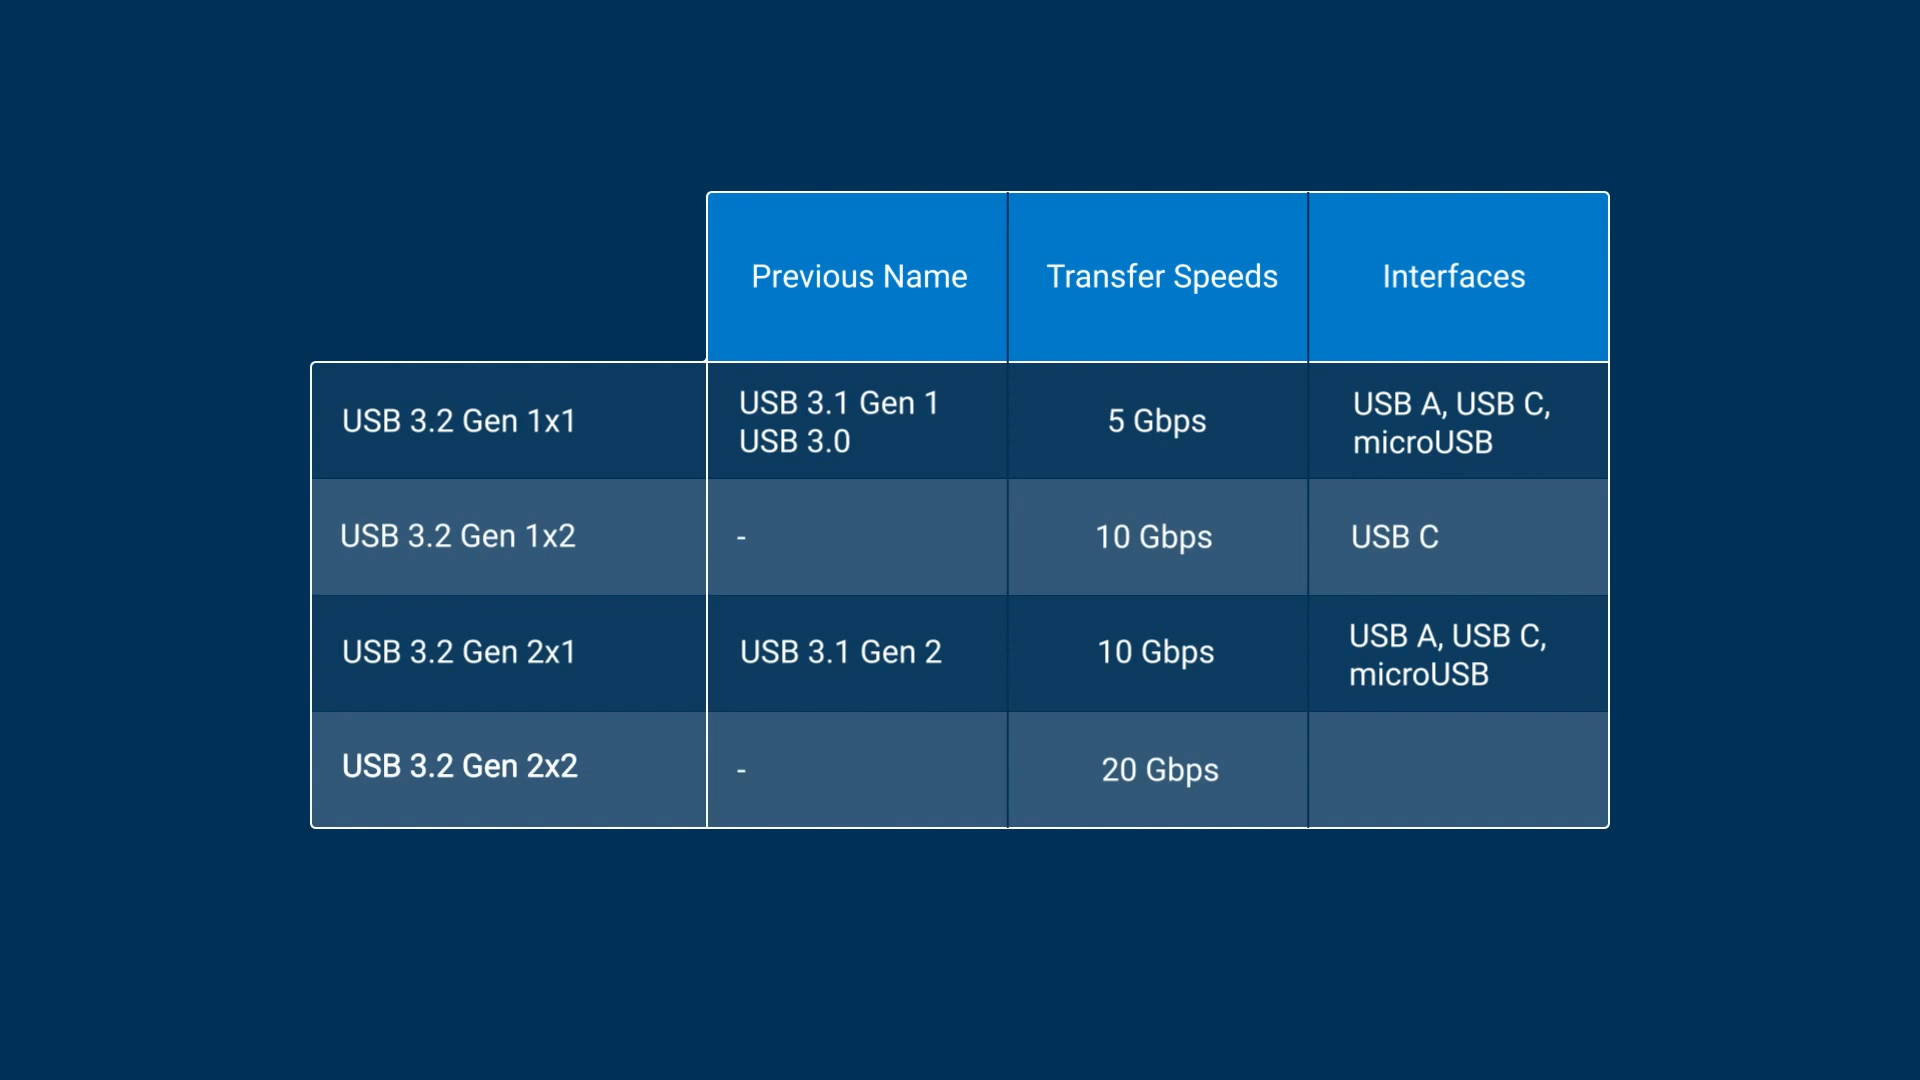 Previous Name Transfer Speeds Interfaces
USB 3.2 Gen 1x1
USB 3.1 Gen 1
USB 3.0
5 Gbps
USB A, USB C,
microUSB
USB 3.2 Gen 1x2 - 10 Gbps USB C
USB 3.2 Gen 2x1 USB 3.1 Gen 2 10 Gbps
USB A, USB C,
microUSB
USB 3.2 Gen 2x2 - 20 Gbps